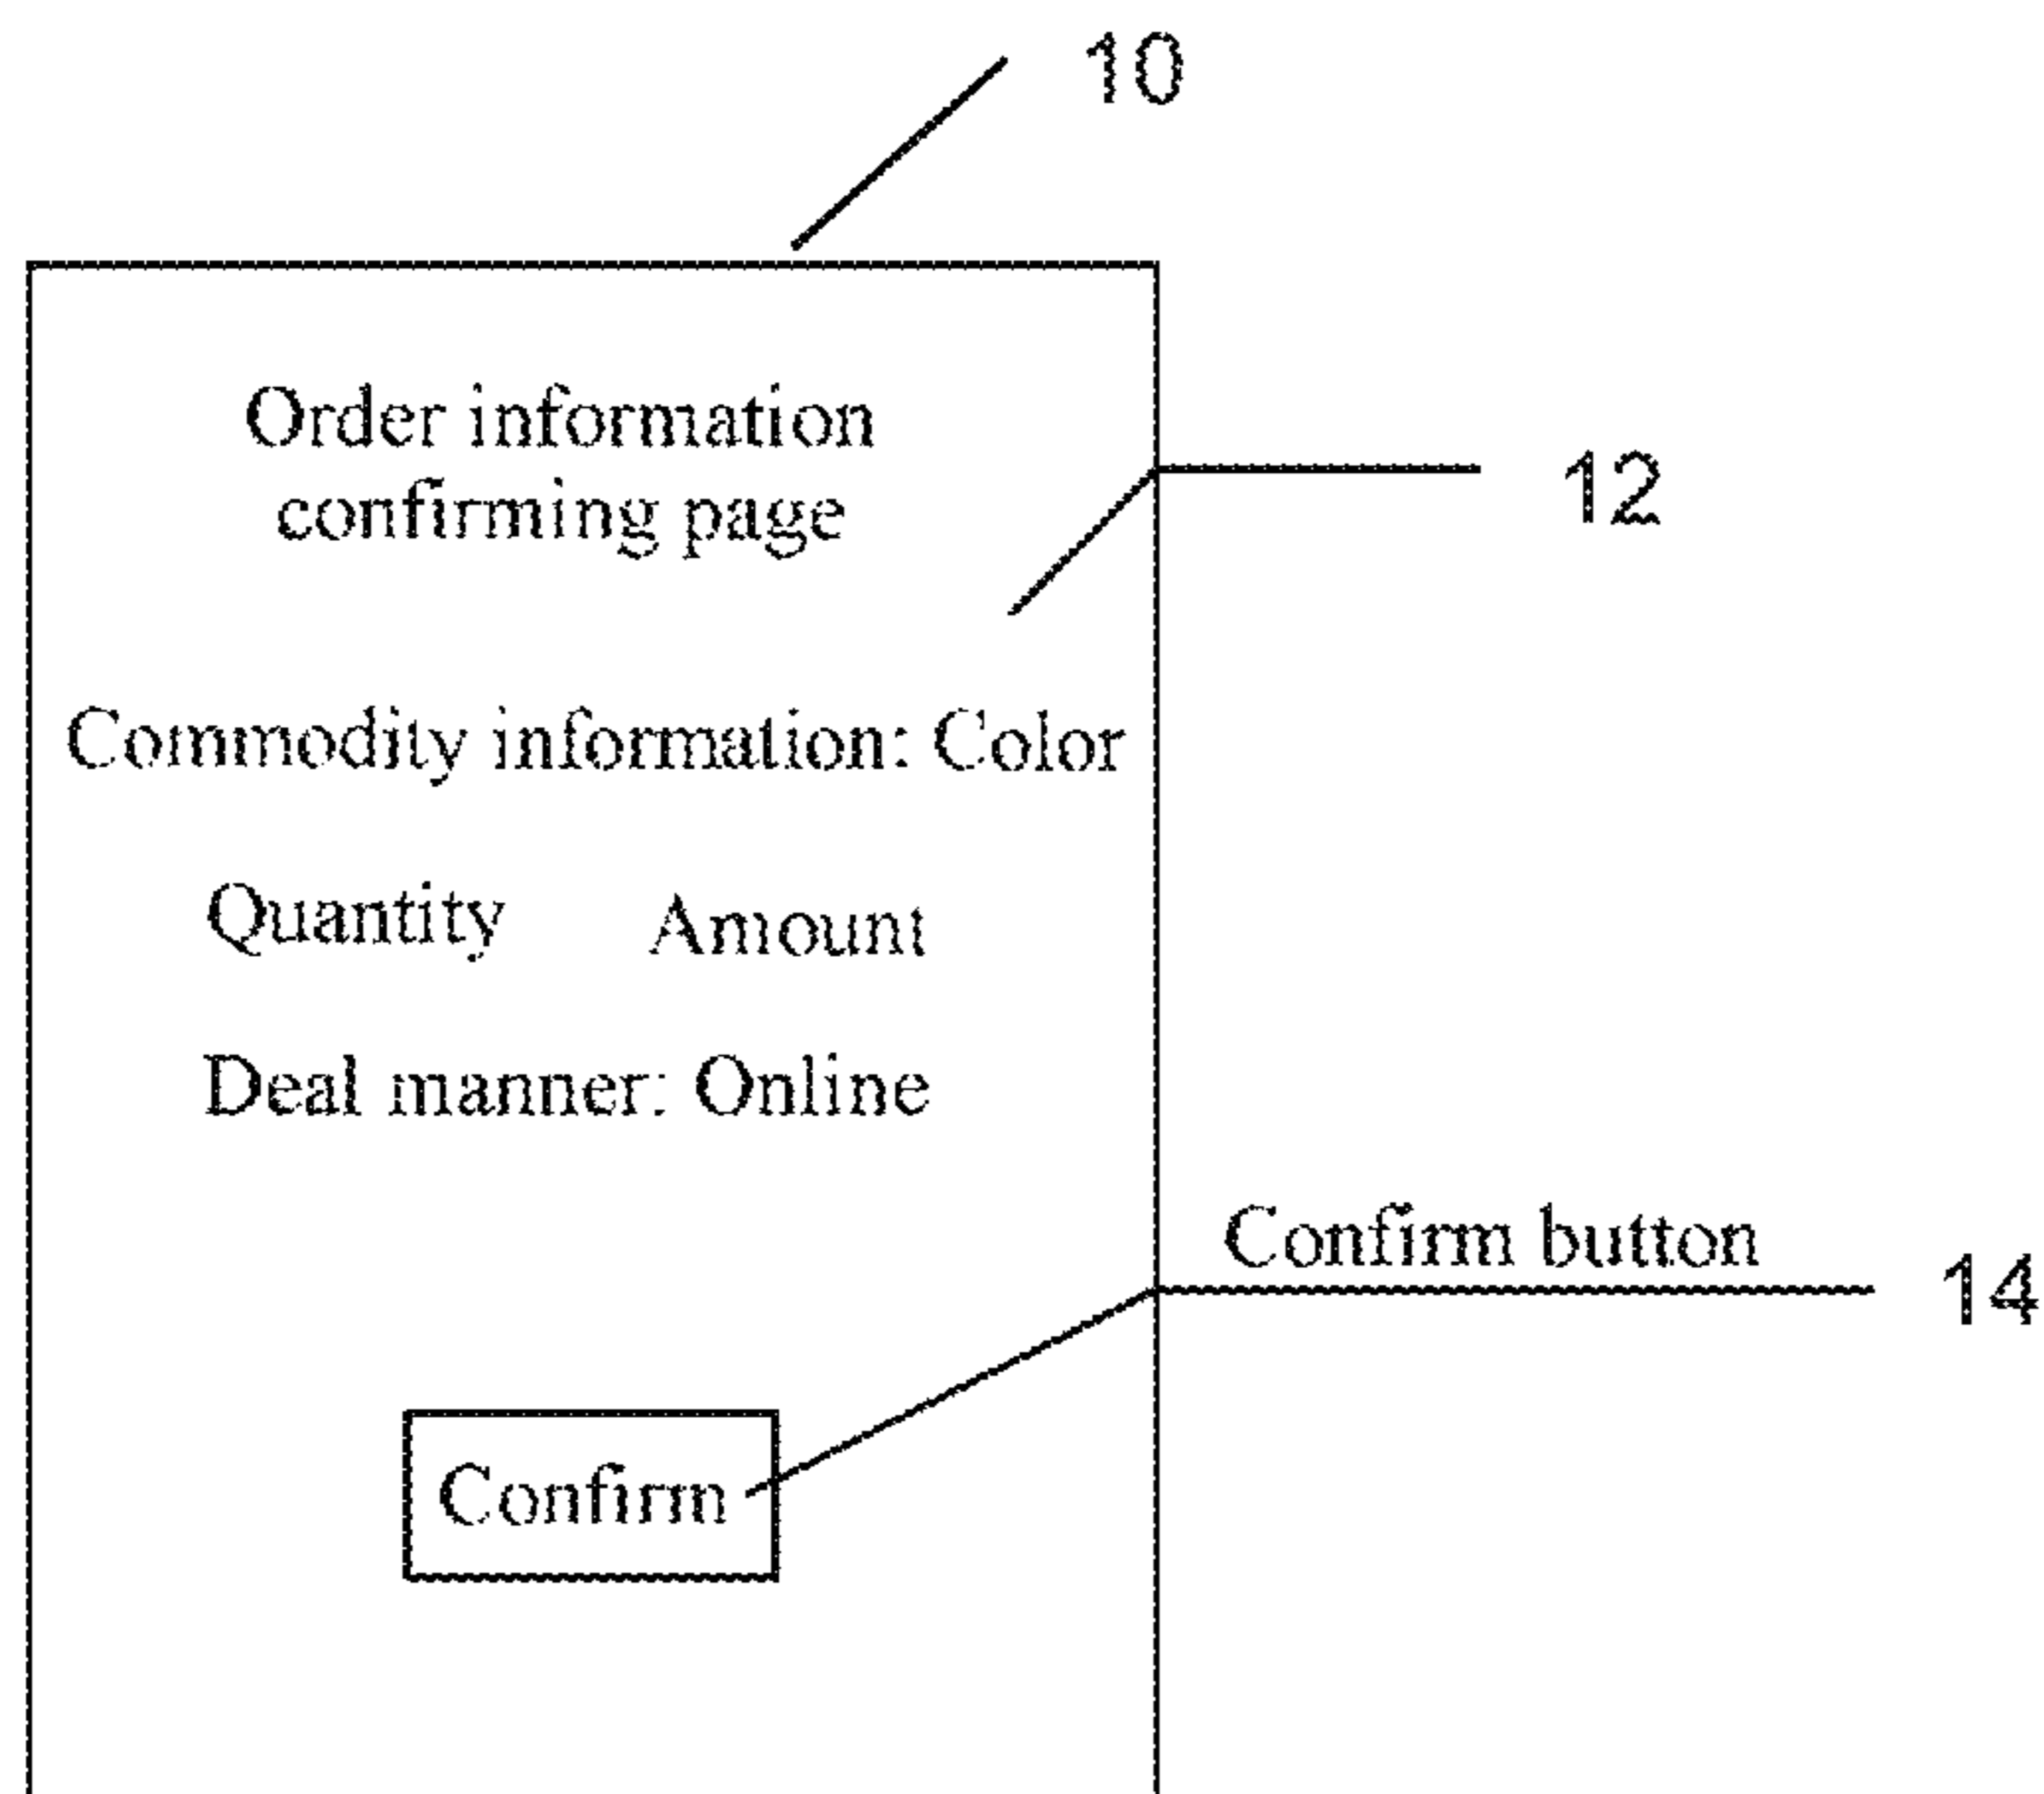 10
Order information
confirming page
12
Commodity information: Color
Quantity Amount
Deal manner: Online
Confirm button
14
Confirm